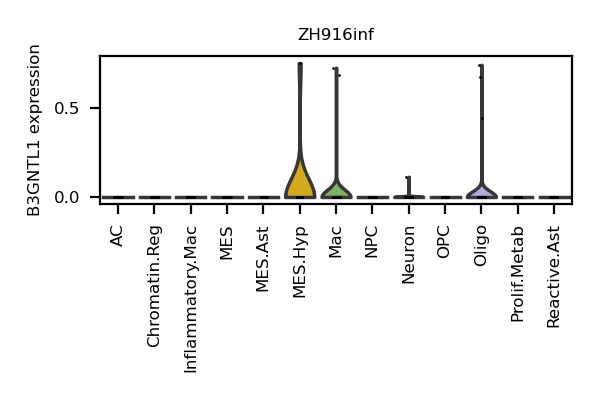 ZH916inf
B3GNTL1 expression
0.5
0.0
AC
Chromatin.Reg
Inflammatory.Mac
MES
MES.Ast
MES.Hyp
Mac
NPC
Neuron
OPC
Oligo
Prolif.Metab
Reactive.Ast